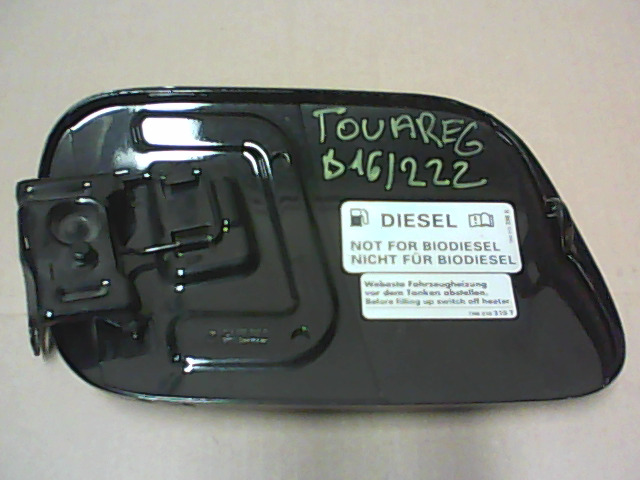 TOUAREG
B16/222
DIESEL
NOT FOR BIODIESEL
NICHT FÜR BIODIESEL
Webasto Fahrzeugheizung
vor dem Tanken abstellen.
Before filling up switch off heater.